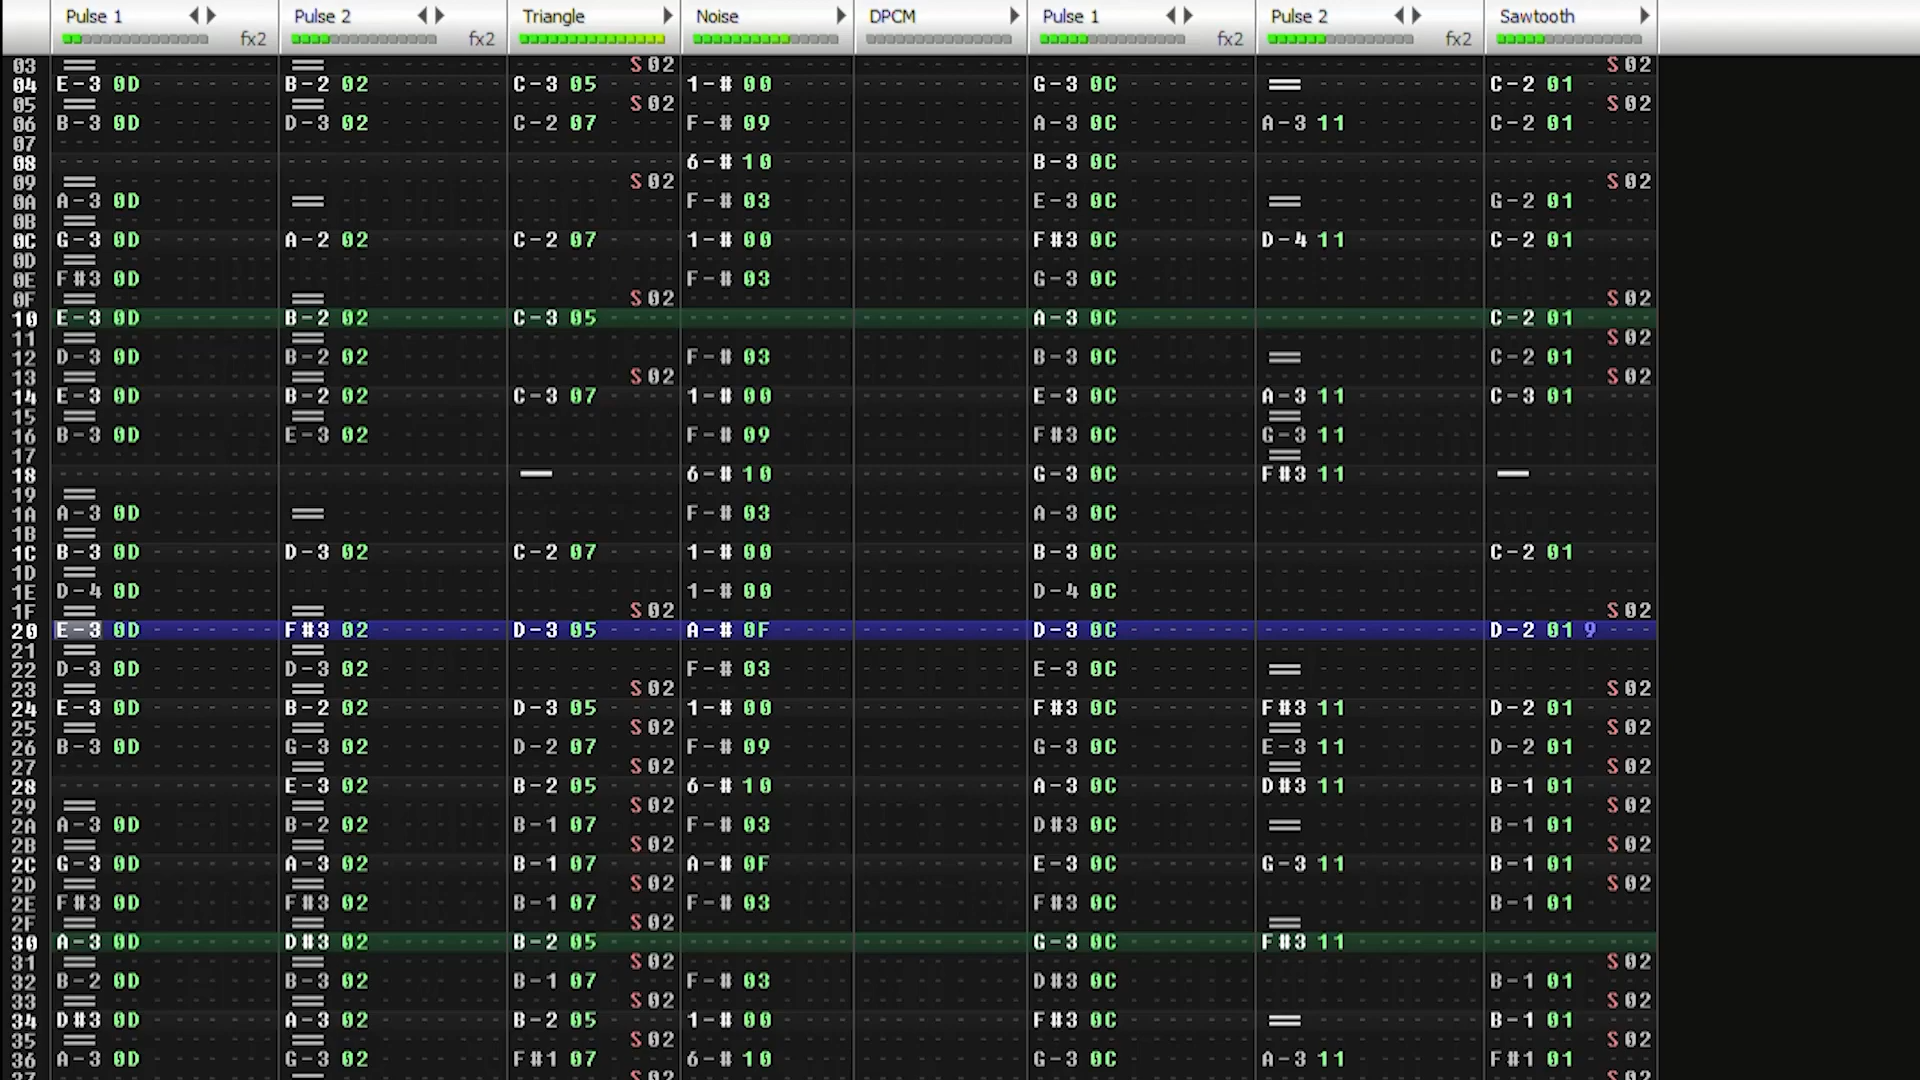 Pulse 1 Pulse 2 Triangle Noise DPCM Pulse 1 Pulse 2 Sawtooth
fx2 fx2 fx2 fx2
03 S02 S02
04 E-3 0D B-2 02 C-3 05 1-# 00 G-3 0C C-2 01
05 S02 S02
06 B-3 0D D-3 02 C-2 07 F-# 09 A-3 0C A-3 11 C-2 01
07
08 6-# 10 B-3 0C
09 S02 S02
0A A-3 0D F-# 03 E-3 0C G-2 01
0B
0C G-3 0D A-2 02 C-2 07 1-# 00 F#3 0C D-4 11 C-2 01
0D
0E F#3 0D F-# 03 G-3 0C
0F S02 S02
10 E-3 0D B-2 02 C-3 05 A-3 0C C-2 01
11 S02
12 D-3 0D B-2 02 F-# 03 B-3 0C C-2 01
13 S02 S02
14 E-3 0D B-2 02 C-3 07 1-# 00 E-3 0C A-3 11 C-3 01
15
16 B-3 0D E-3 02 F-# 09 F#3 0C G-3 11
17
18 6-# 10 G-3 0C F#3 11
19
1A A-3 0D F-# 03 A-3 0C
1B
1C B-3 0D D-3 02 C-2 07 1-# 00 B-3 0C C-2 01
1D
1E D-4 0D 1-# 00 D-4 0C
1F S02 S02
20 E-3 0D F#3 02 D-3 05 A-# 0F D-3 0C D-2 01 9
21
22 D-3 0D D-3 02 F-# 03 E-3 0C
23 S02 S02
24 E-3 0D B-2 02 D-3 05 1-# 00 F#3 0C F#3 11 D-2 01
25 S02 S02
26 B-3 0D G-3 02 D-2 07 F-# 09 G-3 0C E-3 11 D-2 01
27 S02 S02
28 E-3 02 B-2 05 6-# 10 A-3 0C D#3 11 B-1 01
29 S02 S02
2A A-3 0D B-2 02 B-1 07 F-# 03 D#3 0C B-1 01
2B S02 S02
2C G-3 0D A-3 02 B-1 07 A-# 0F E-3 0C G-3 11 B-1 01
2D S02 S02
2E F#3 0D F#3 02 B-1 07 F-# 03 F#3 0C B-1 01
2F S02
30 A-3 0D D#3 02 B-2 05 G-3 0C F#3 11
31 S02 S02
32 B-2 0D B-3 02 B-1 07 F-# 03 D#3 0C B-1 01
33 S02 S02
34 D#3 0D A-3 02 B-2 05 1-# 00 F#3 0C B-1 01
35 S02 S02
36 A-3 0D G-3 02 F#1 07 6-# 10 G-3 0C A-3 11 F#1 01
37 S02 S02